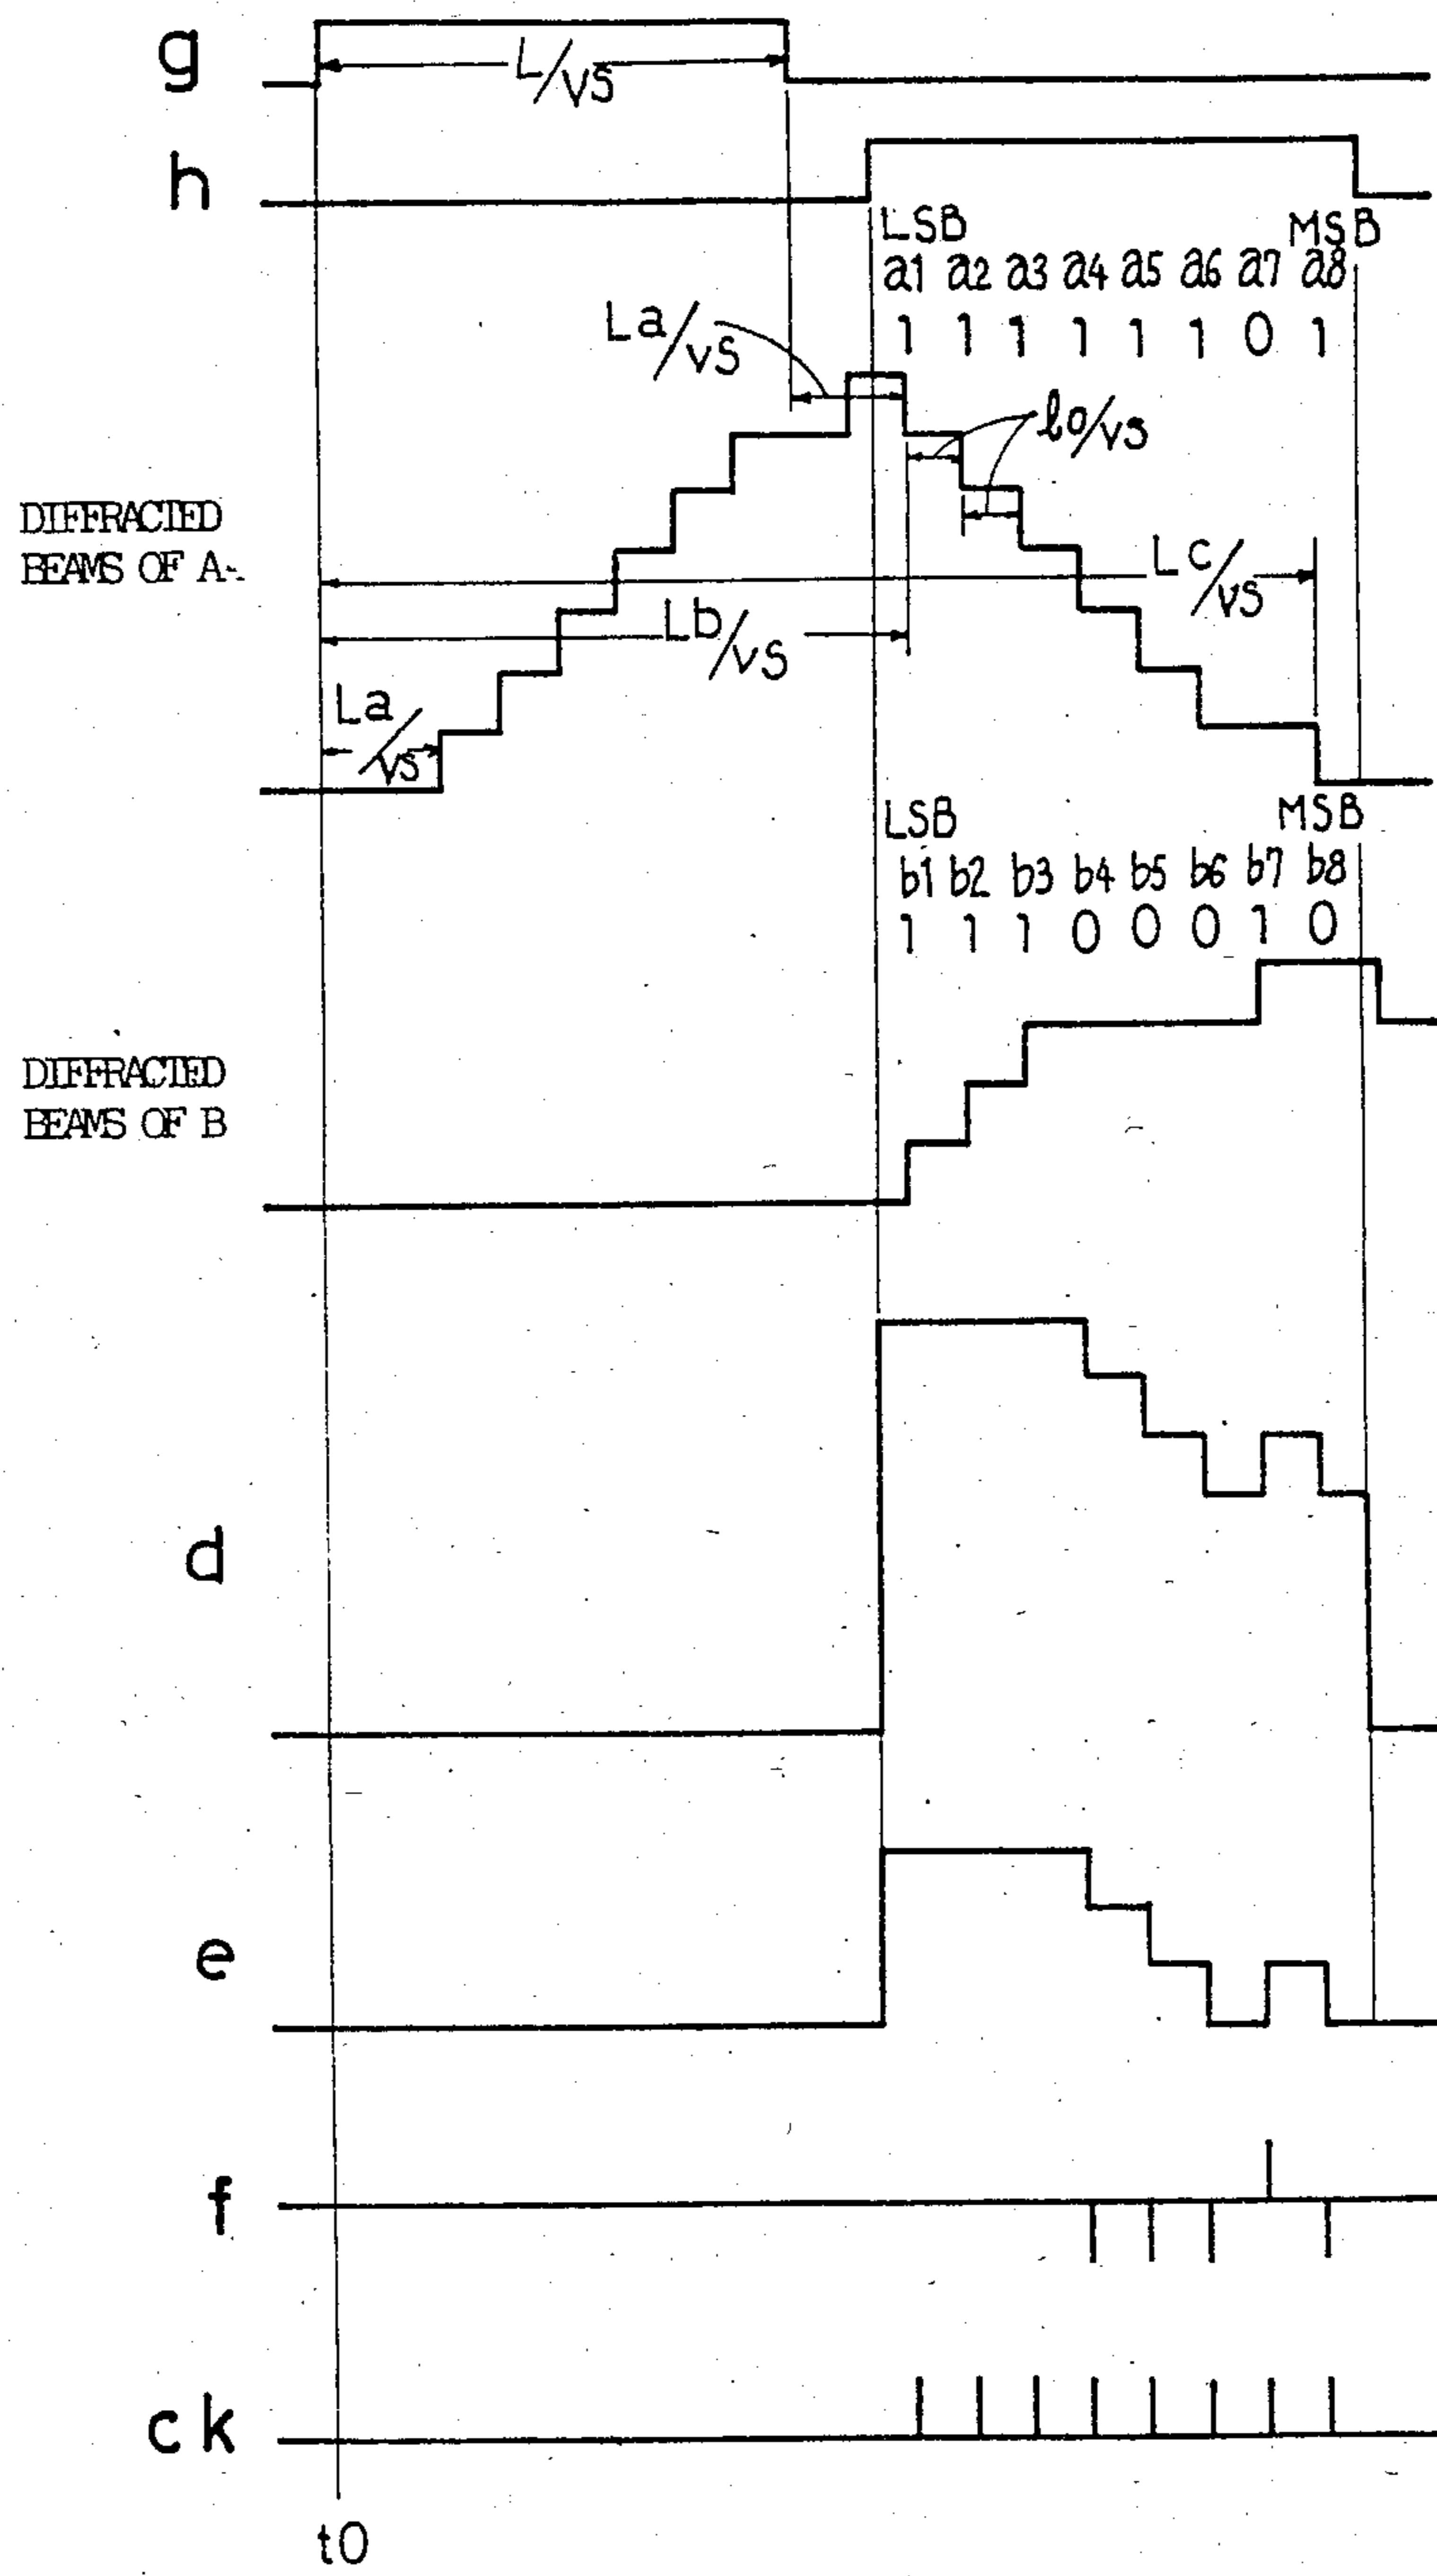 g
L/vs
h
LSB MSB
a1 a2 a3 a4 a5 a6 a7 a8
1 1 1 1 1 1 0 1
La/vs
lo/vs
DIFFRACTED
BEAMS OF A
Lc/vs
Lb/vs
La/vs
LSB MSB
b1 b2 b3 b4 b5 b6 b7 b8
1 1 1 0 0 0 1 0
DIFFRACTED
BEAMS OF B
d
e
f
ck
t0